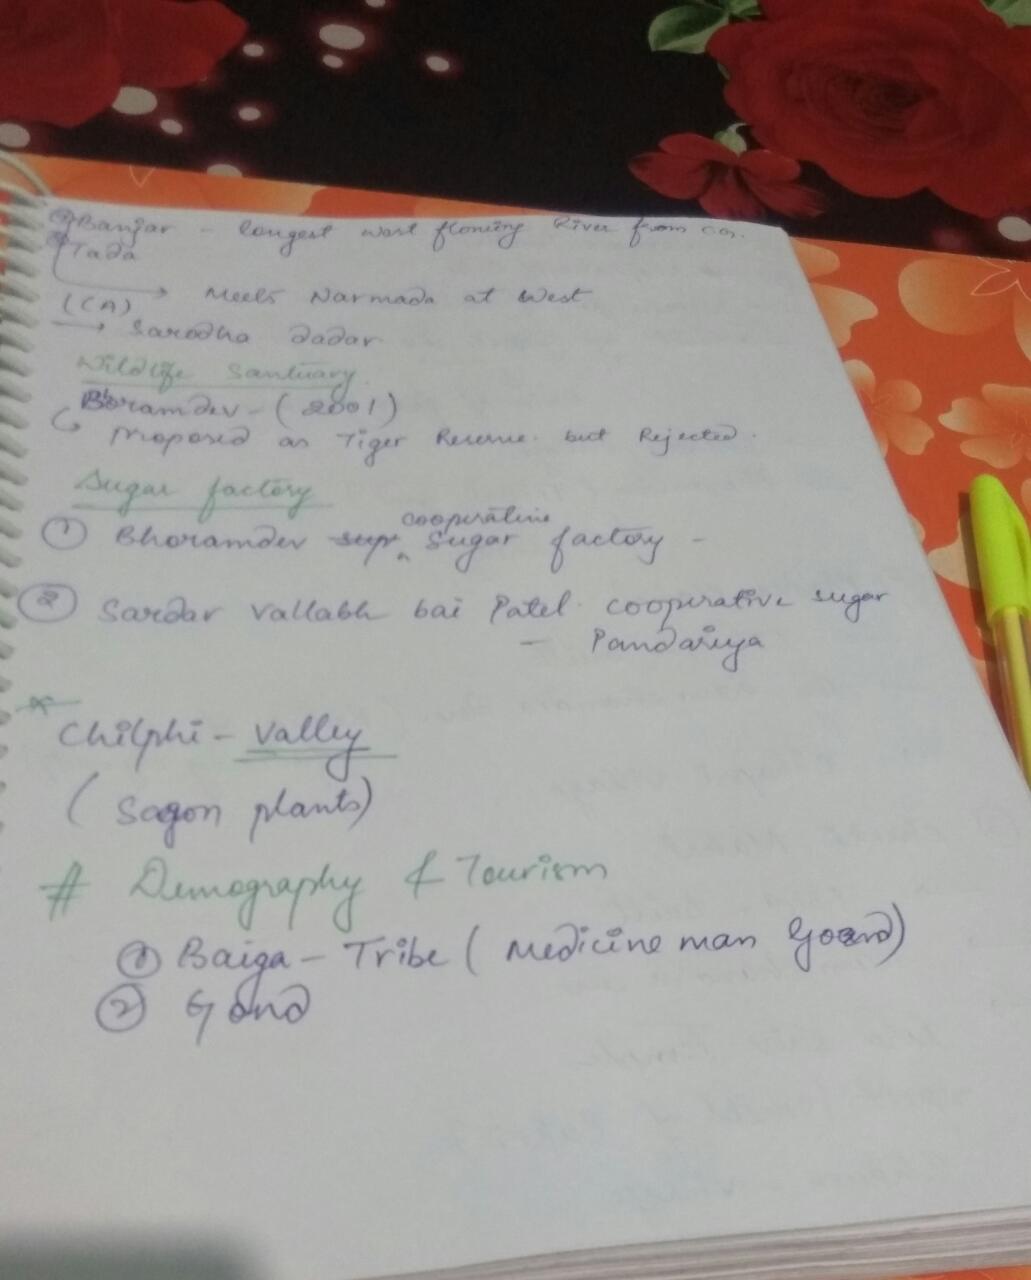 Banjar - longest west flowing River from CG.
Tada
→ Meets Narmada at West
(CA)
→ Sarodha dadar
Wildlife Santuary
Bhoramdev - (2001)
Proposed as Tiger Reserve. but Rejected.
Sugar factory
① Bhoramdev cooperative Sugar factory -
② Sardar Vallabh bai Patel. cooperative sugar
- Pandariya
Chilphi - Valley
(Sagon plants)
# Demography & Tourism
① Baiga - Tribe (Medicine man Gond)
② Gond